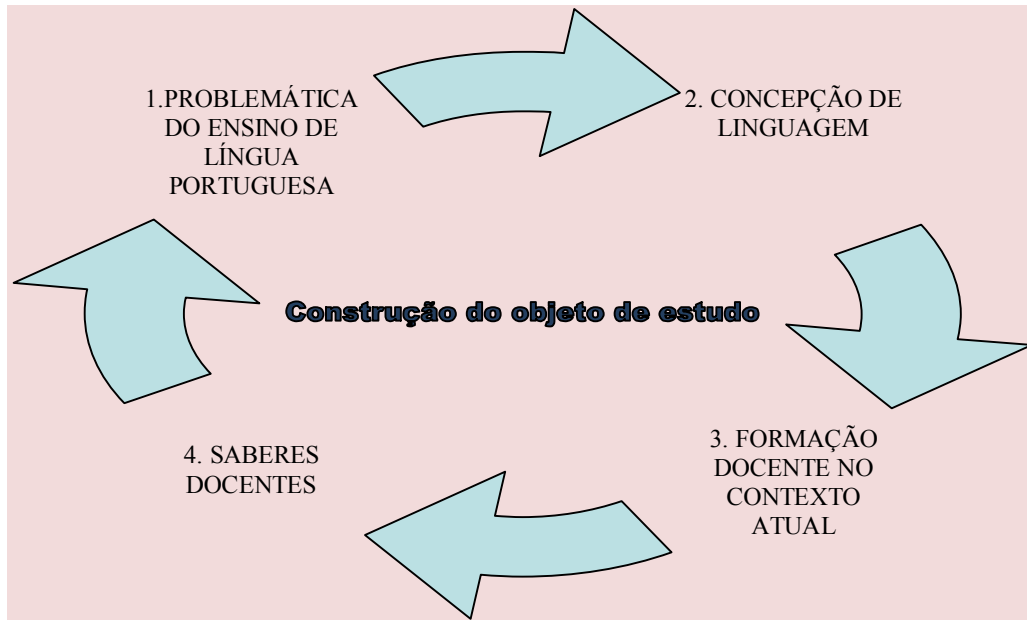 1.PROBLEMÁTICA
DO ENSINO DE
LÍNGUA
PORTUGUESA
2. CONCEPÇÃO DE
LINGUAGEM
Construção do objeto de estudo
3. FORMAÇÃO
DOCENTE NO
CONTEXTO
ATUAL
4. SABERES
DOCENTES